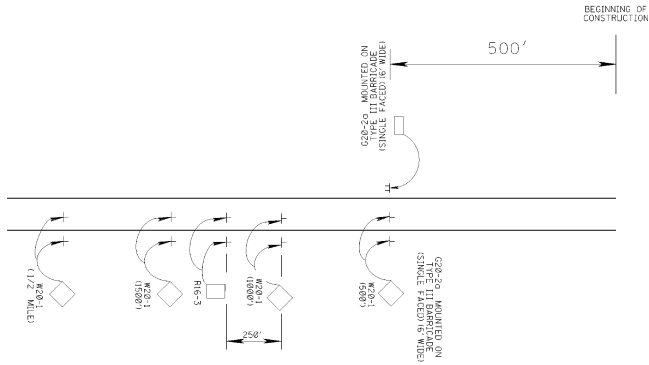 BEGINNING OF
CONSTRUCTION
500'
G20-2a MOUNTED ON
TYPE III BARRICADE
(SINGLE FACED)(6' WIDE)
W20-1
(1/2 MILE)
W20-1
(1500')
R16-3
W20-1
(1000')
W20-1
(500')
G20-2a MOUNTED ON
TYPE III BARRICADE
(SINGLE FACED)(6' WIDE)
250'